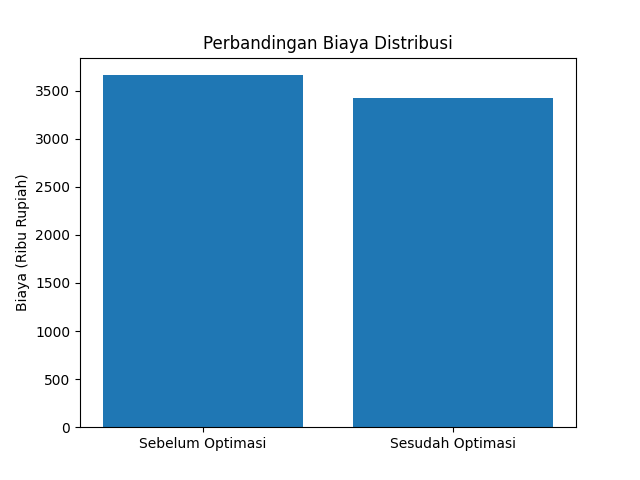 Perbandingan Biaya Distribusi
Biaya (Ribu Rupiah)
3500
3000
2500
2000
1500
1000
500
0
Sebelum Optimasi
Sesudah Optimasi